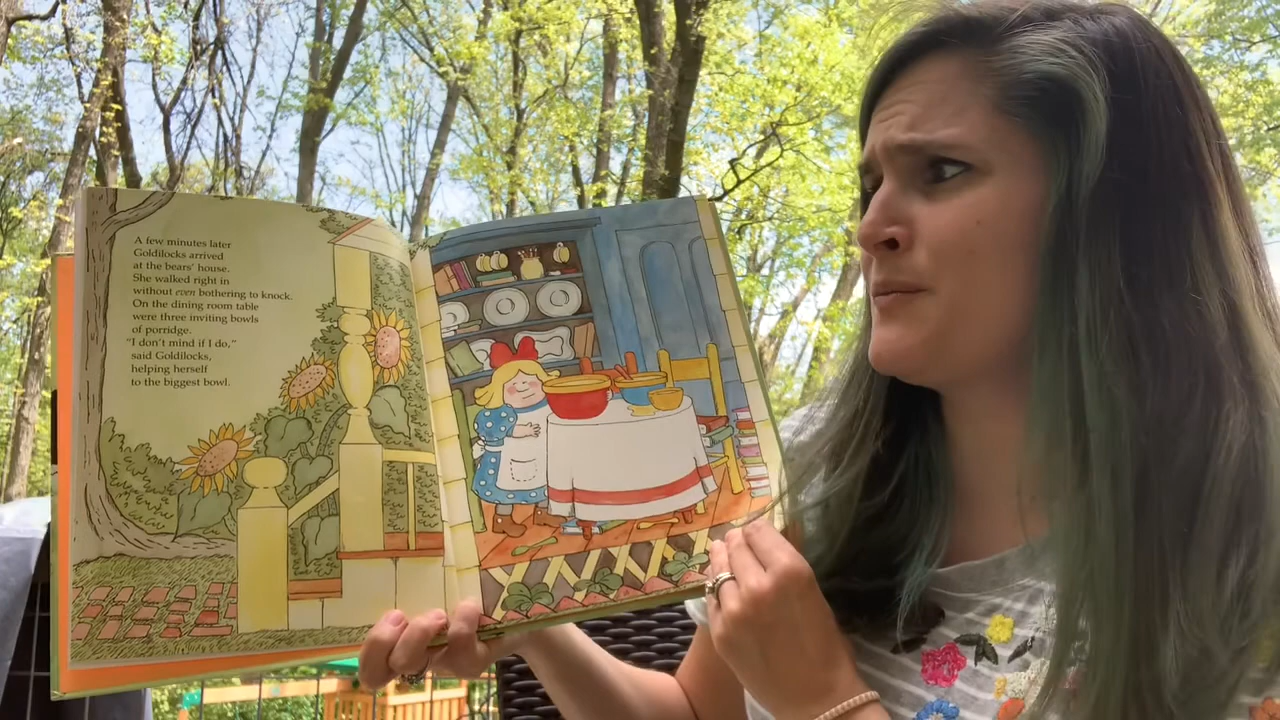 A few minutes later
Goldilocks arrived
at the bears' house.
She walked right in
without even bothering to knock.
On the dining room table
were three inviting bowls
of porridge.
"I don't mind if I do,"
said Goldilocks,
helping herself
to the biggest bowl.